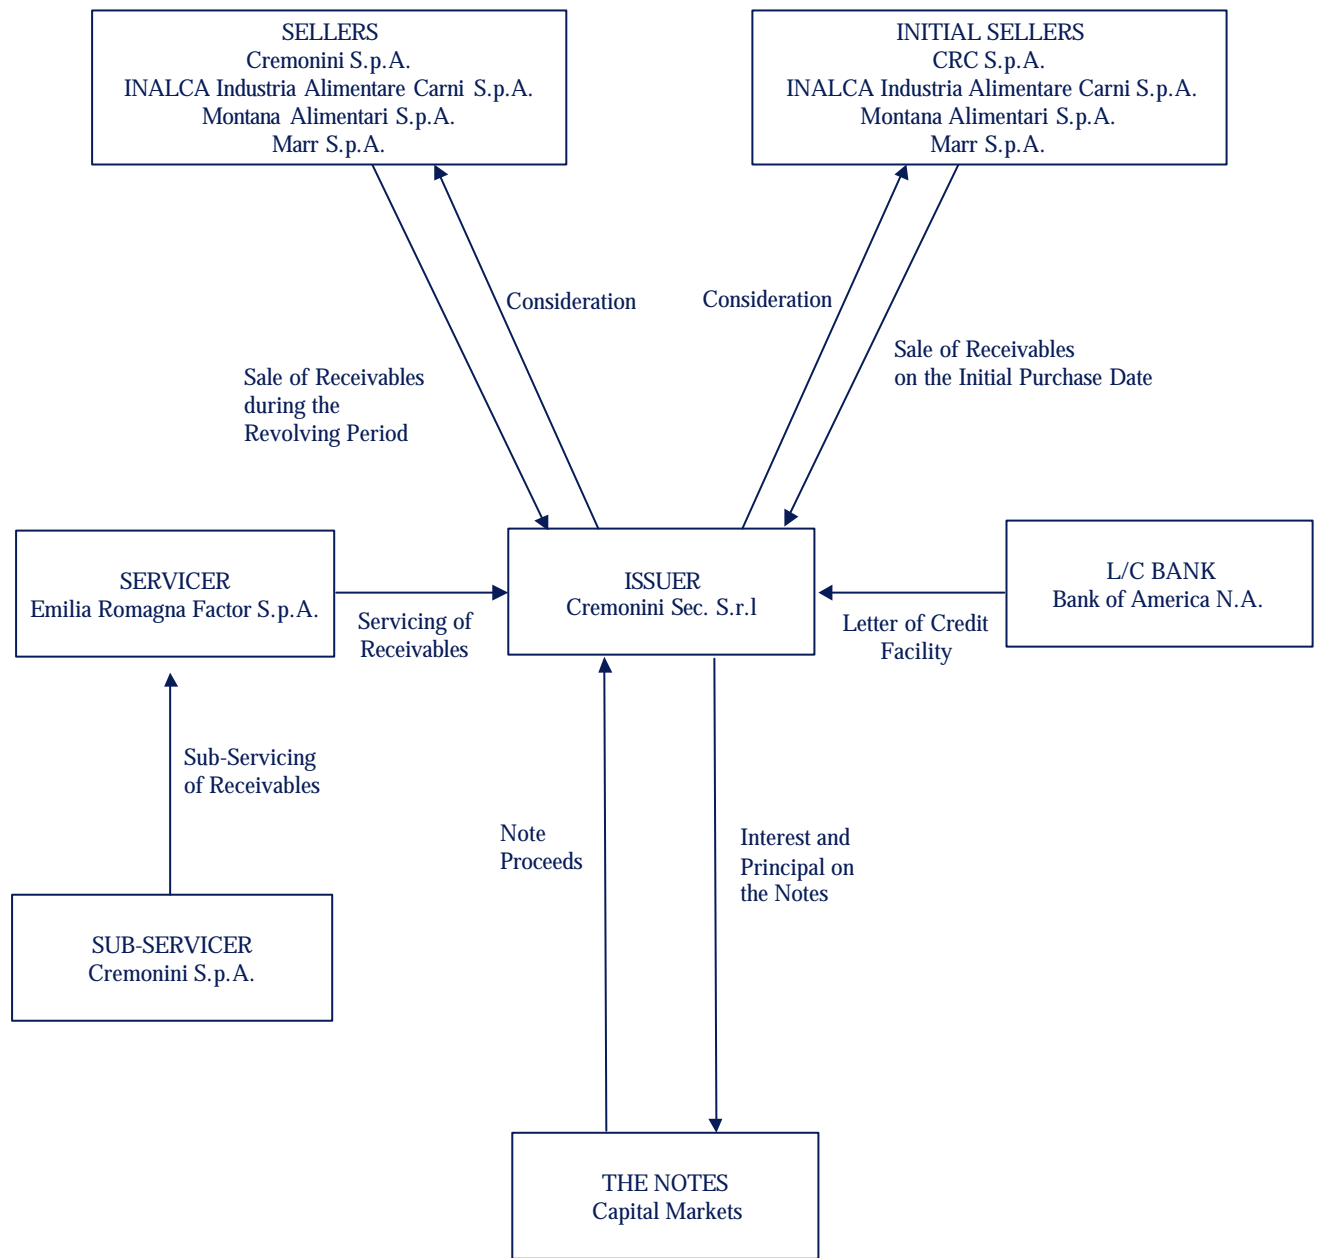 SELLERS
Cremonini S.p.A.
INALCA Industria Alimentare Carni S.p.A.
Montana Alimentari S.p.A.
Marr S.p.A.
INITIAL SELLERS
CRC S.p.A.
INALCA Industria Alimentare Carni S.p.A.
Montana Alimentari S.p.A.
Marr S.p.A.
Consideration
Consideration
Sale of Receivables
during the
Revolving Period
Sale of Receivables
on the Initial Purchase Date
SERVICER
Emilia Romagna Factor S.p.A.
Servicing of
Receivables
ISSUER
Cremonini Sec. S.r.l
Letter of Credit
Facility
L/C BANK
Bank of America N.A.
Sub-Servicing
of Receivables
Note
Proceeds
Interest and
Principal on
the Notes
SUB-SERVICER
Cremonini S.p.A.
THE NOTES
Capital Markets